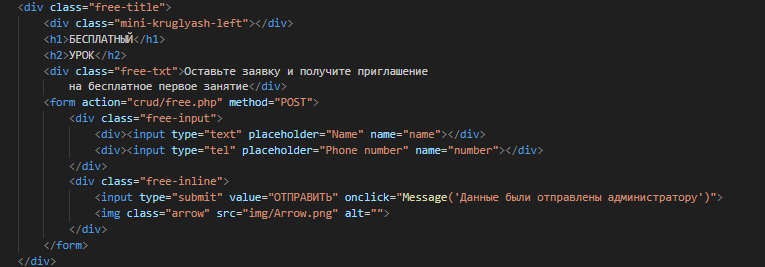 <div class="free-title">
<div class="mini-kruglyash-left"></div>
<h1>БЕСПЛАТНЫЙ</h1>
<h2>УРОК</h2>
<div class="free-txt">Оставьте заявку и получите приглашение
на бесплатное первое занятие</div>
<form action="crud/free.php" method="POST">
<div class="free-input">
<div><input type="text" placeholder="Name" name="name"></div>
<div><input type="tel" placeholder="Phone number" name="number"></div>
</div>
<div class="free-inline">
<input type="submit" value="ОТПРАВИТЬ" onclick="Message('Данные были отправлены администратору')">
<img class="arrow" src="img/Arrow.png" alt="">
</div>
</form>
</div>